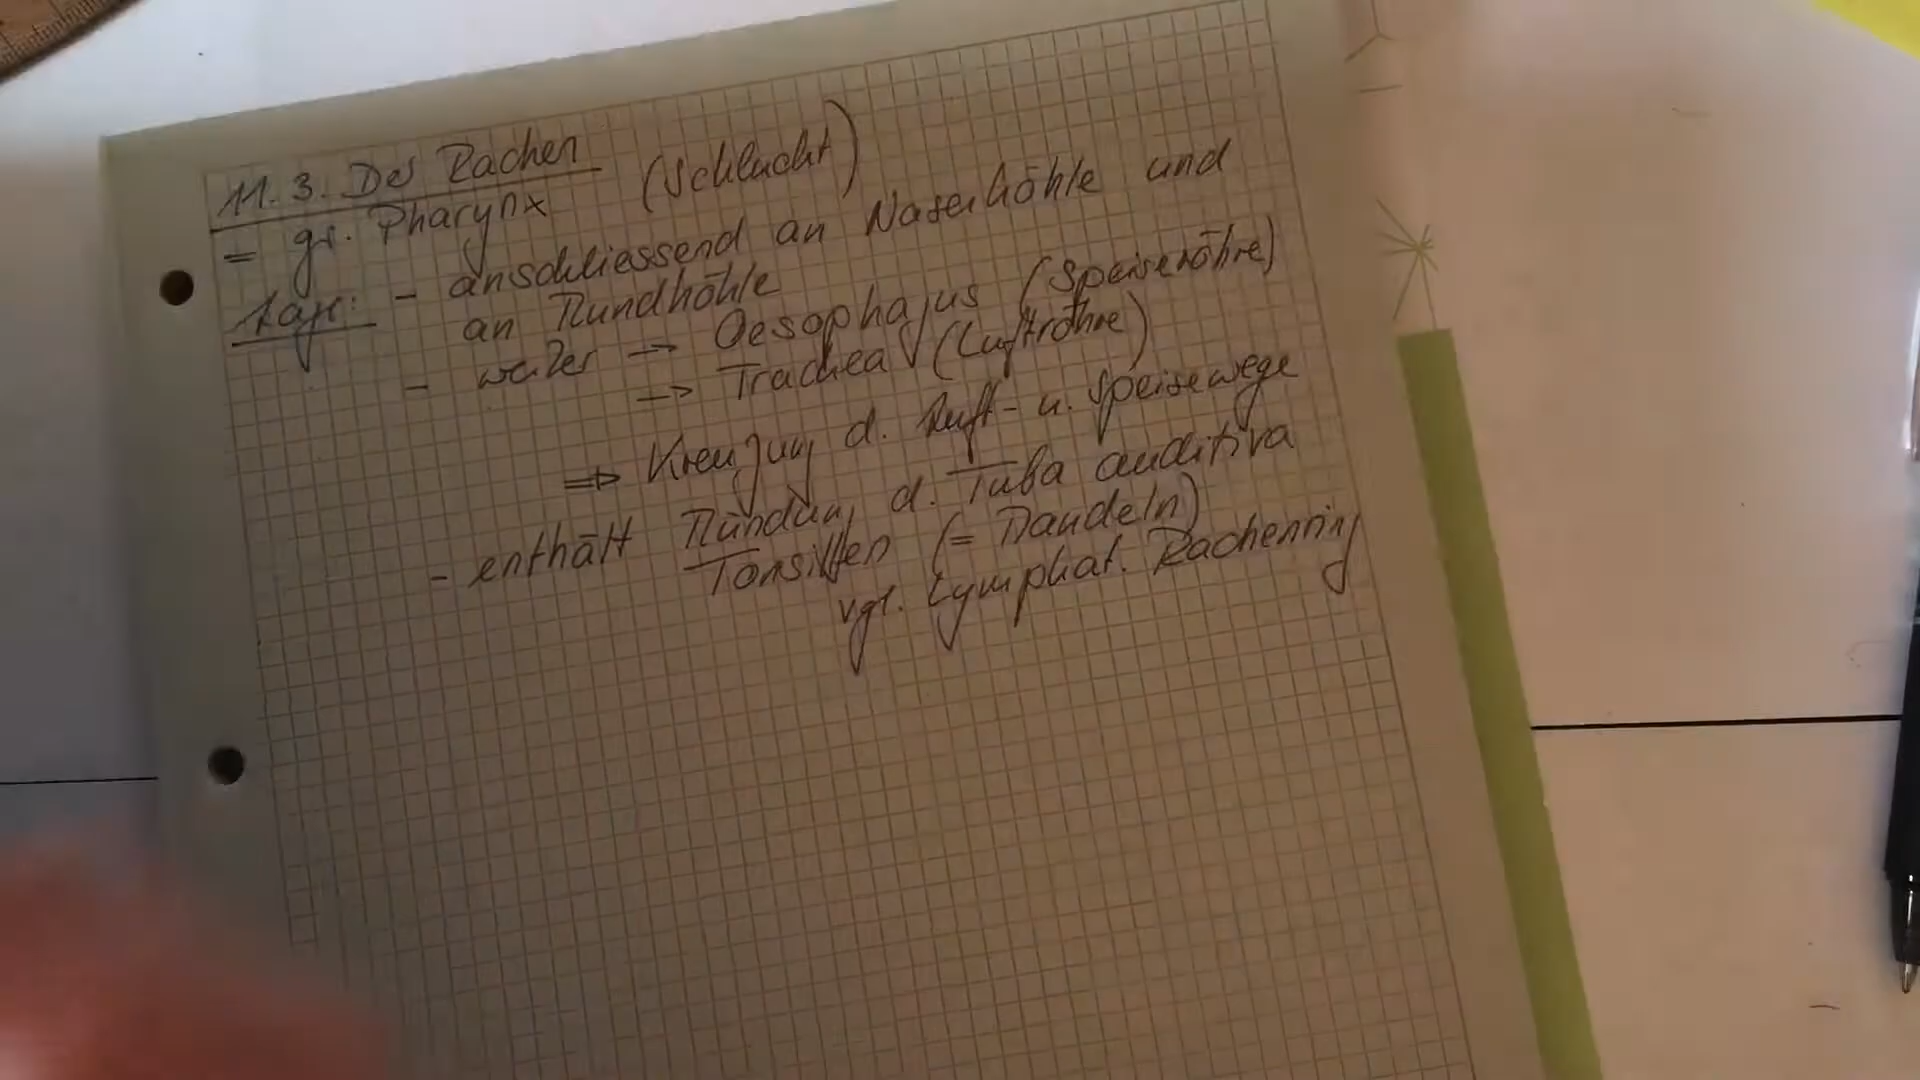 11.3. Der Rachen
= gr. Pharynx (Schlucht)
Lage: - anschliessend an Nasenhöhle und
an Mundhöhle
- weiter → Oesophagus (Speiseröhre)
→ Trachea (Luftröhre)
⇒ Kreuzung d. Luft- u. Speisewege
- enthält Mündung d. Tuba auditiva
Tonsillen (= Mandeln)
vgl. Lymphat. Rachenring